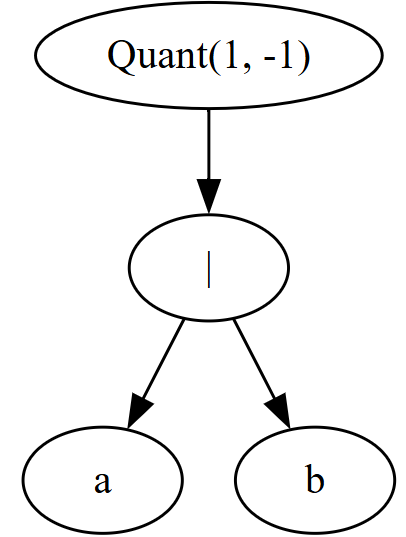 Quant(1, -1)
|
a
b